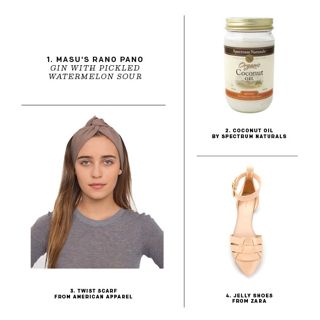 1. MASU'S RANO PANO
GIN WITH PICKLED
WATERMELON SOUR
Spectrum Naturals
Organic
Coconut
OIL
2. COCONUT OIL
BY SPECTRUM NATURALS
3. TWIST SCARF
FROM AMERICAN APPAREL
4. JELLY SHOES
FROM ZARA